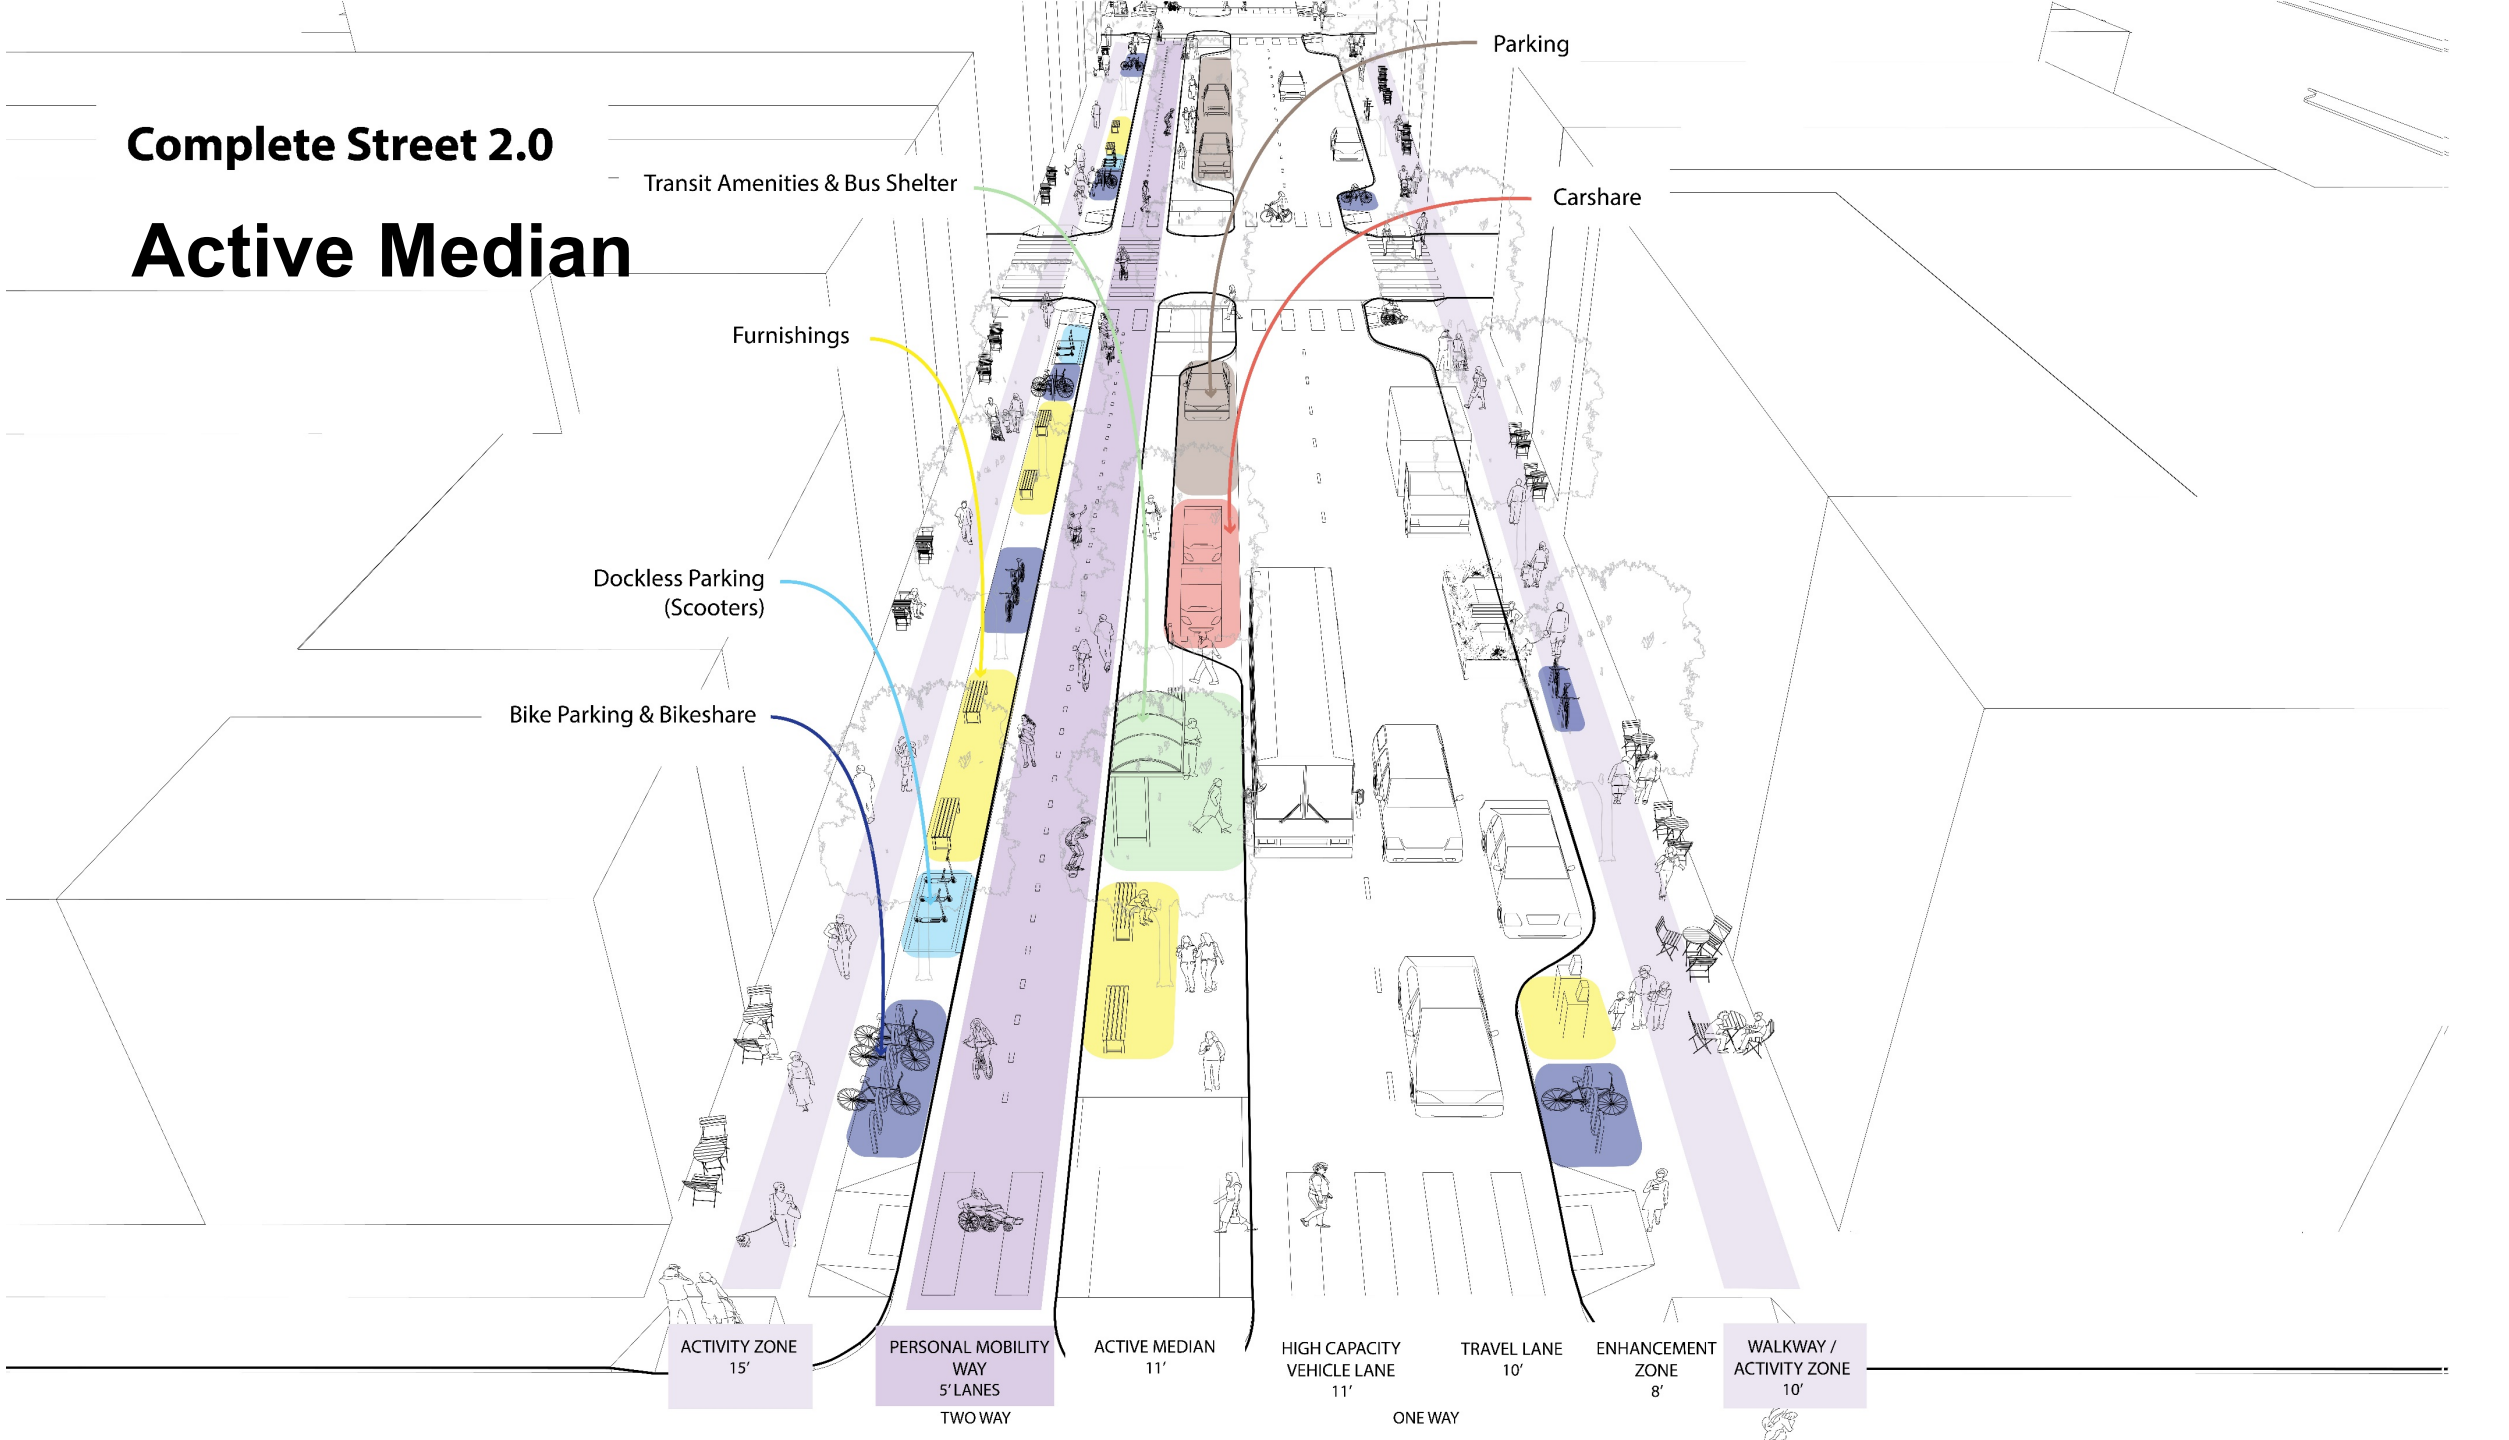 Complete Street 2.0
Active Median
Parking
Transit Amenities & Bus Shelter
Carshare
Furnishings
Dockless Parking
(Scooters)
Bike Parking & Bikeshare
ACTIVITY ZONE
15’
PERSONAL MOBILITY
WAY
5’ LANES
TWO WAY
ACTIVE MEDIAN
11’
HIGH CAPACITY
VEHICLE LANE
11’
TRAVEL LANE
10’
ONE WAY
ENHANCEMENT
ZONE
8’
WALKWAY /
ACTIVITY ZONE
10’